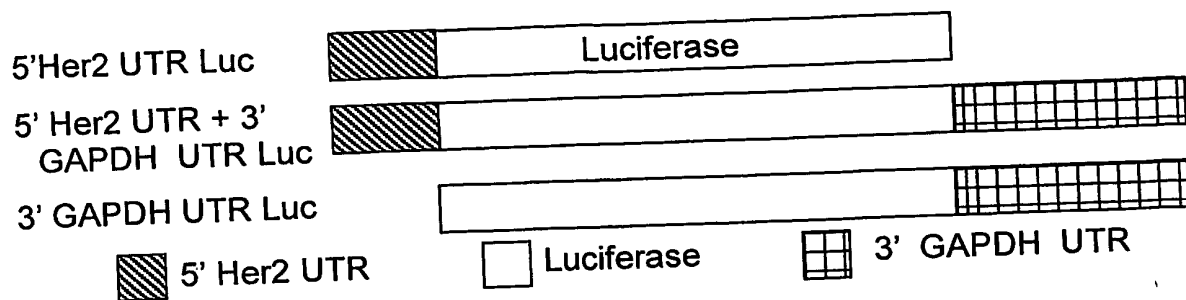 5'Her2 UTR Luc
Luciferase
5' Her2 UTR + 3'
GAPDH UTR Luc
3' GAPDH UTR Luc
5' Her2 UTR
Luciferase
3' GAPDH UTR